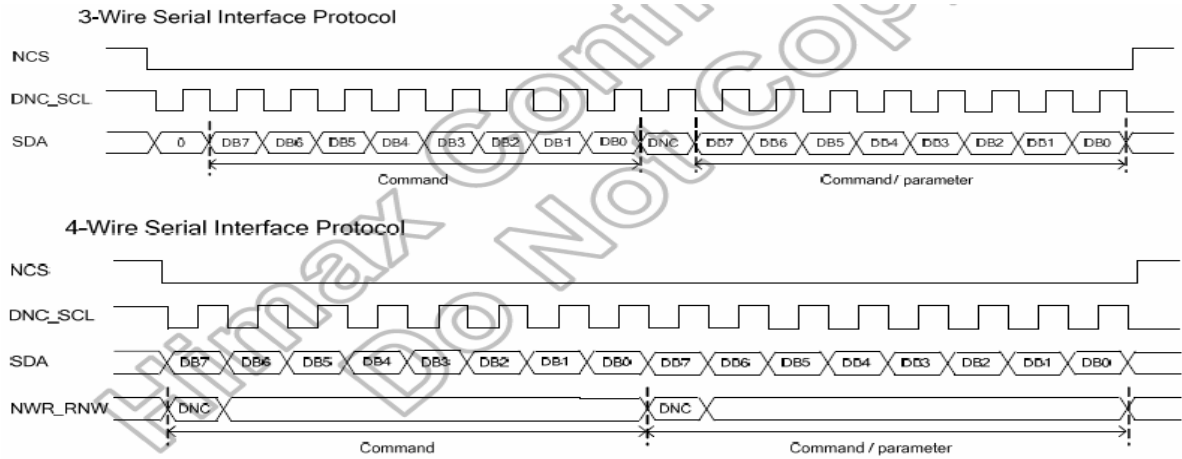 3-Wire Serial Interface Protocol
NCS
DNC_SCL
SDA 0 DB7 DB6 DB5 DB4 DB3 DB2 DB1 DB0 DNC DB7 DB6 DB5 DB4 DB3 DB2 DB1 DB0
Command Command/ parameter
4-Wire Serial Interface Protocol
NCS
DNC_SCL
SDA DB7 DB6 DB5 DB4 DB3 DB2 DB1 DB0 DB7 DB6 DB5 DB4 DB3 DB2 DB1 DB0
NWR_RNW DNC DNC
Command Command / parameter
Himax Confi
Do Not Copy